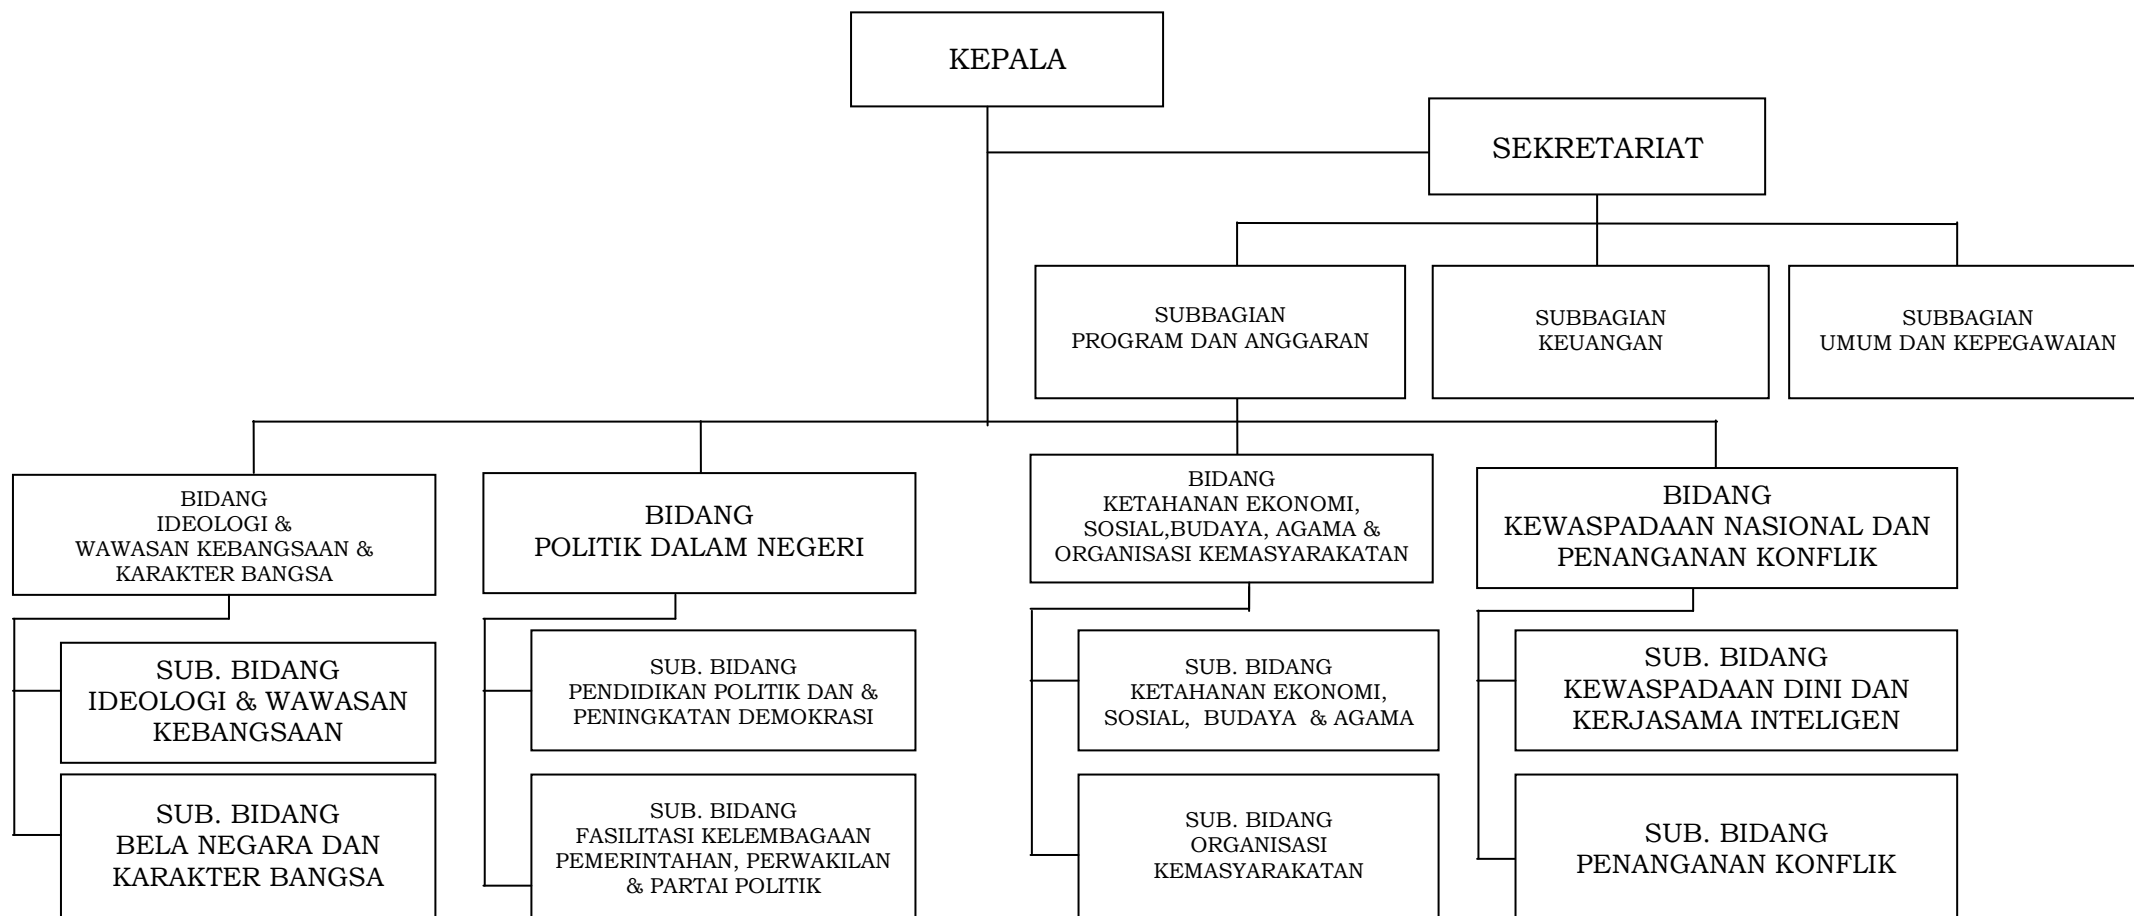 KEPALA
SEKRETARIAT
SUBBAGIAN
PROGRAM DAN ANGGARAN
SUBBAGIAN
KEUANGAN
SUBBAGIAN
UMUM DAN KEPEGAWAIAN
BIDANG
IDEOLOGI &
WAWASAN KEBANGSAAN &
KARAKTER BANGSA
BIDANG
POLITIK DALAM NEGERI
BIDANG
KETAHANAN EKONOMI,
SOSIAL,BUDAYA, AGAMA &
ORGANISASI KEMASYARAKATAN
BIDANG
KEWASPADAAN NASIONAL DAN
PENANGANAN KONFLIK
SUB. BIDANG
IDEOLOGI & WAWASAN
KEBANGSAAN
SUB. BIDANG
PENDIDIKAN POLITIK DAN &
PENINGKATAN DEMOKRASI
SUB. BIDANG
KETAHANAN EKONOMI,
SOSIAL, BUDAYA & AGAMA
SUB. BIDANG
KEWASPADAAN DINI DAN
KERJASAMA INTELIGEN
SUB. BIDANG
BELA NEGARA DAN
KARAKTER BANGSA
SUB. BIDANG
FASILITASI KELEMBAGAAN
PEMERINTAHAN, PERWAKILAN
& PARTAI POLITIK
SUB. BIDANG
ORGANISASI
KEMASYARAKATAN
SUB. BIDANG
PENANGANAN KONFLIK